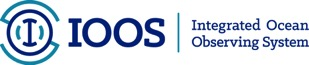 IOOS
Integrated Ocean
Observing System